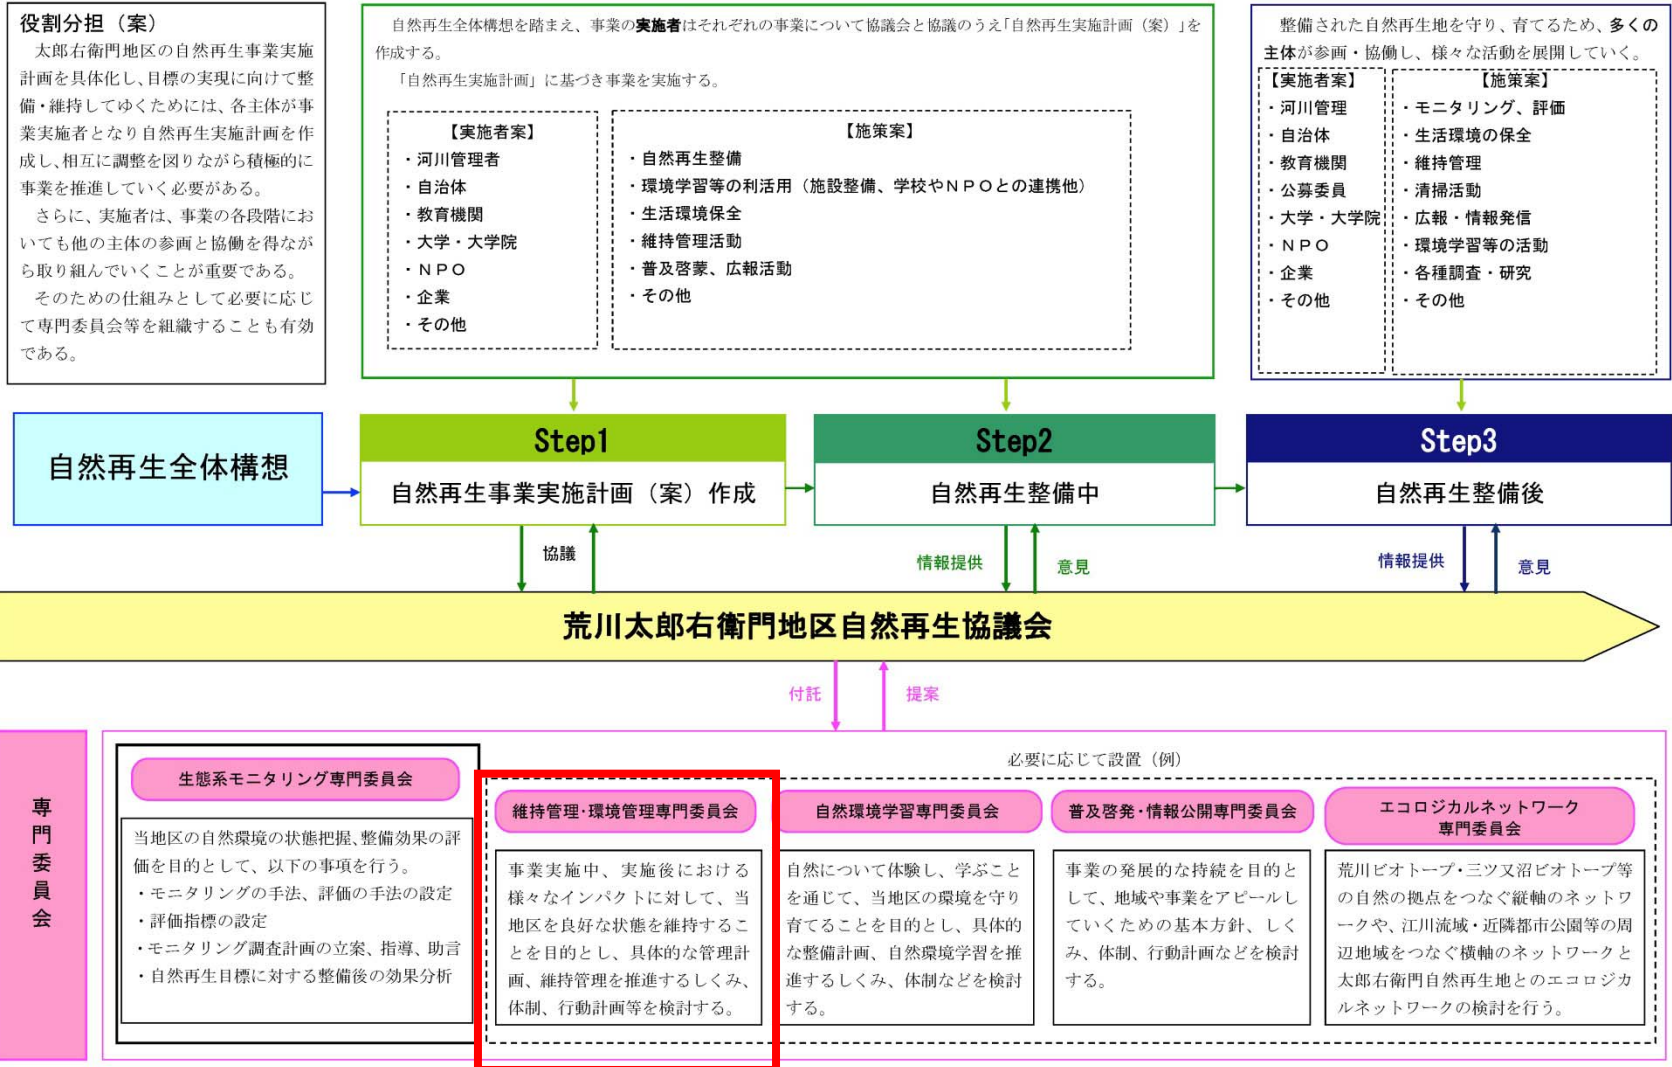 役割分担（案）
太郎右衛門地区の自然再生事業実施
計画を具体化し、目標の実現に向けて整
備・維持してゆくためには、各主体が事
業実施者となり自然再生実施計画を作
成し、相互に調整を図りながら積極的に
事業を推進していく必要がある。
さらに、実施者は、事業の各段階にお
いても他の主体の参画と協働を得なが
ら取り組んでいくことが重要である。
そのための仕組みとして必要に応じ
て専門委員会等を組織することも有効
である。
自然再生全体構想を踏まえ、事業の実施者はそれぞれの事業について協議会と協議のうえ「自然再生実施計画（案）」を
作成する。
「自然再生実施計画」に基づき事業を実施する。
【実施者案】
・河川管理者
・自治体
・教育機関
・大学・大学院
・ＮＰＯ
・企業
・その他
【施策案】
・自然再生整備
・環境学習等の利活用（施設整備、学校やＮＰＯとの連携他）
・生活環境保全
・維持管理活動
・普及啓蒙、広報活動
・その他
整備された自然再生地を守り、育てるため、多くの
主体が参画・協働し、様々な活動を展開していく。
【実施者案】
・河川管理
・自治体
・教育機関
・公募委員
・大学・大学院
・ＮＰＯ
・企業
・その他
【施策案】
・モニタリング、評価
・生活環境の保全
・維持管理
・清掃活動
・広報・情報発信
・環境学習等の活動
・各種調査・研究
・その他
自然再生全体構想
Step1
自然再生事業実施計画（案）作成
Step2
自然再生整備中
Step3
自然再生整備後
協議
情報提供
意見
情報提供
意見
荒川太郎右衛門地区自然再生協議会
付託
提案
専門委員会
必要に応じて設置（例）
生態系モニタリング専門委員会
当地区の自然環境の状態把握、整備効果の評
価を目的として、以下の事項を行う。
・モニタリングの手法、評価の手法の設定
・評価指標の設定
・モニタリング調査計画の立案、指導、助言
・自然再生目標に対する整備後の効果分析
維持管理・環境管理専門委員会
事業実施中、実施後における
様々なインパクトに対して、当
地区を良好な状態を維持するこ
とを目的とし、具体的な管理計
画、維持管理を推進するしくみ、
体制、行動計画等を検討する。
自然環境学習専門委員会
自然について体験し、学ぶこと
を通じて、当地区の環境を守り
育てることを目的とし、具体的
な整備計画、自然環境学習を推
進するしくみ、体制などを検討
する。
普及啓発・情報公開専門委員会
事業の発展的な持続を目的と
して、地域や事業をアピールし
ていくための基本方針、しく
み、体制、行動計画などを検討
する。
エコロジカルネットワーク
専門委員会
荒川ビオトープ・三ツ又沼ビオトープ等
の自然の拠点をつなぐ縦軸のネットワ
ークや、江川流域・近隣都市公園等の周
辺地域をつなぐ横軸のネットワークと
太郎右衛門自然再生地とのエコロジカ
ルネットワークの検討を行う。